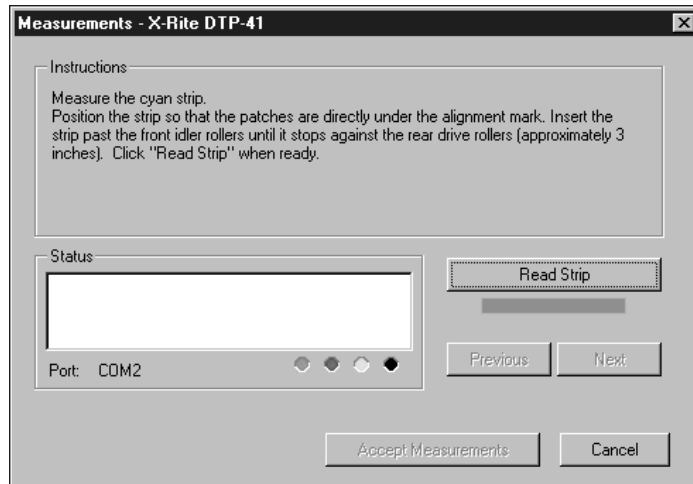 Measurements - X-Rite DTP-41
Instructions
Measure the cyan strip.
Position the strip so that the patches are directly under the alignment mark. Insert the
strip past the front idler rollers until it stops against the rear drive rollers (approximately 3
inches).  Click "Read Strip" when ready.
Status
Read Strip
Port:   COM2
Previous
Next
Accept Measurements
Cancel